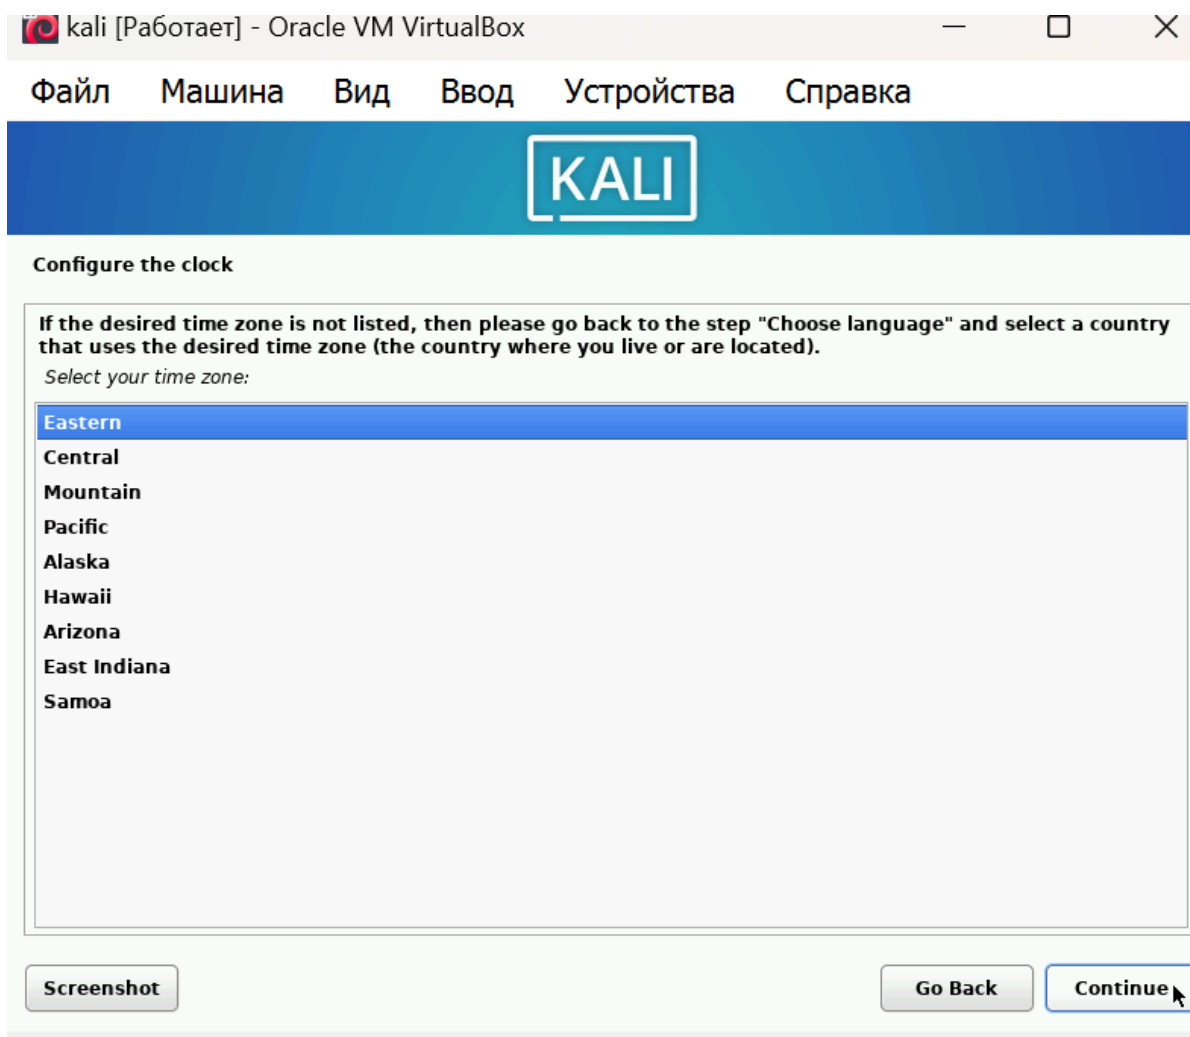 kali [Работает] - Oracle VM VirtualBox
Файл Машина Вид Ввод Устройства Справка
KALI
Configure the clock
If the desired time zone is not listed, then please go back to the step "Choose language" and select a country
that uses the desired time zone (the country where you live or are located).
Select your time zone:
Eastern
Central
Mountain
Pacific
Alaska
Hawaii
Arizona
East Indiana
Samoa
Screenshot Go Back Continue